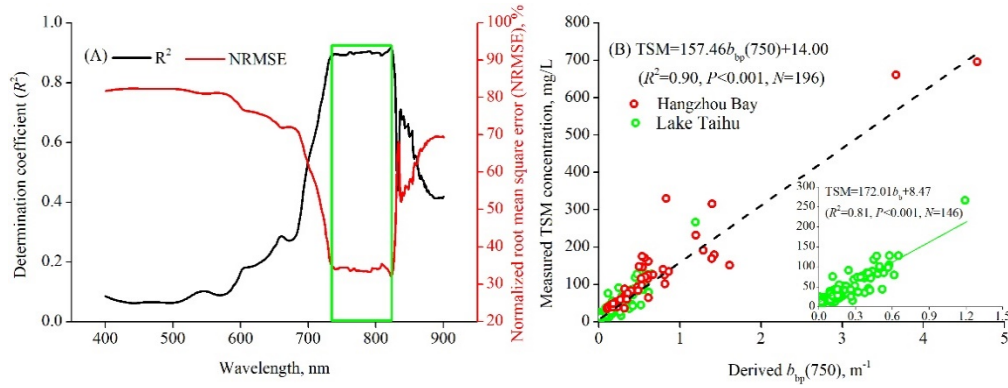 (A)
R²
NRMSE
Determination coefficient (R²)
1.0
0.8
0.6
0.4
0.2
0.0
400 500 600 700 800 900
Wavelength, nm
100
90
80
70
60
50
40
30
20
Normalized root mean square error (NRMSE), %
(B) TSM=157.46b_bp(750)+14.00
(R²=0.90, P<0.001, N=196)
Hangzhou Bay
Lake Taihu
Measured TSM concentration, mg/L
800
700
600
500
400
300
200
100
0
0 1 2 3 4 5
Derived b_bp(750), m⁻¹
TSM=172.01b_p+8.47
(R²=0.81, P<0.001, N=146)
300
250
200
150
100
50
0
0.0 0.3 0.6 0.9 1.2 1.5